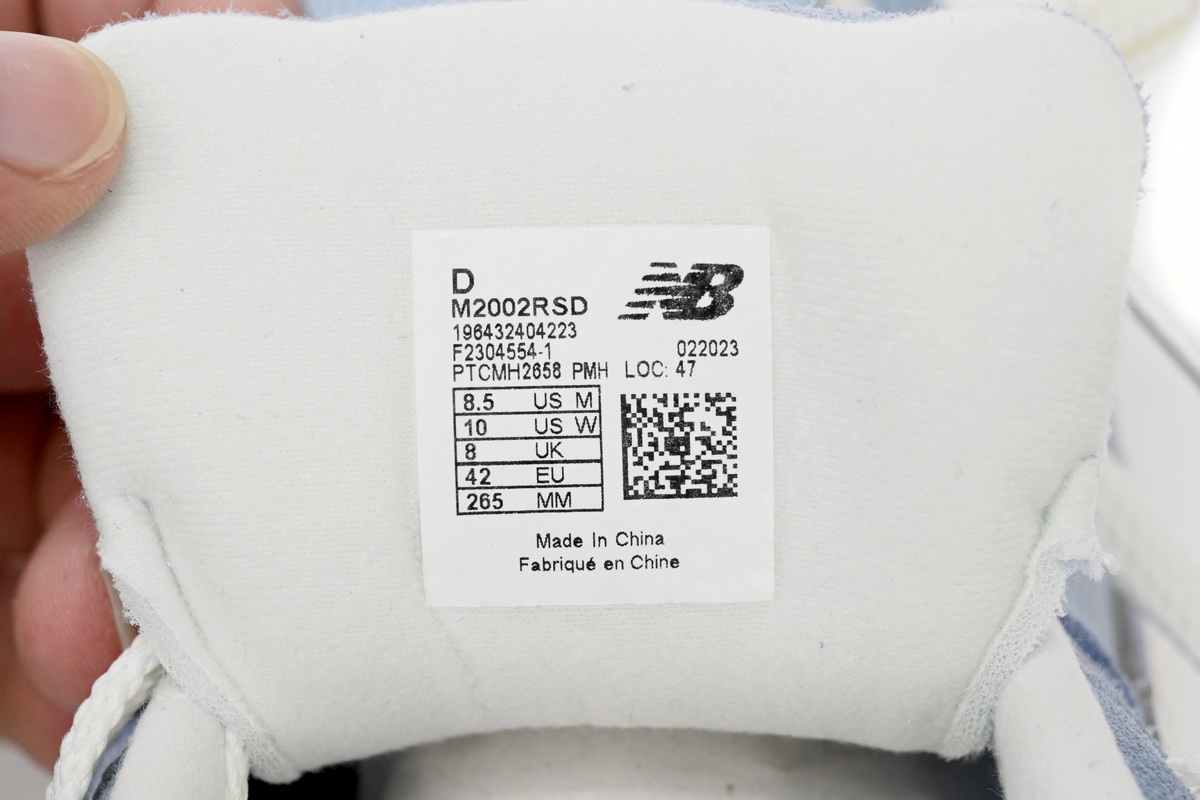 D
NB
M2002RSD
196432404223
F2304554-1 022023
PTCMH2658 PMH LOC: 47
8.5 US M
10 US W
8 UK
42 EU
265 MM
Made In China
Fabriqué en Chine